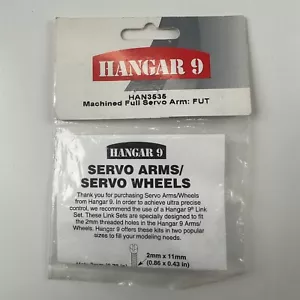 HANGAR 9
HAN3535
Machined Full Servo Arm: FUT
HANGAR 9
SERVO ARMS/
SERVO WHEELS
Thank you for purchasing Servo Arms/Wheels
from Hangar 9. In order to achieve ultra precise
control, we recommend the use of a Hangar 9® Link
Set. These Link Sets are specially designed to fit
the 2mm threaded holes in the Hangar 9 Arms/
Wheels. Hangar 9 offers these kits in two popular
sizes to fill your modeling needs.
2mm x 11mm
(0.86 x 0.43 in)